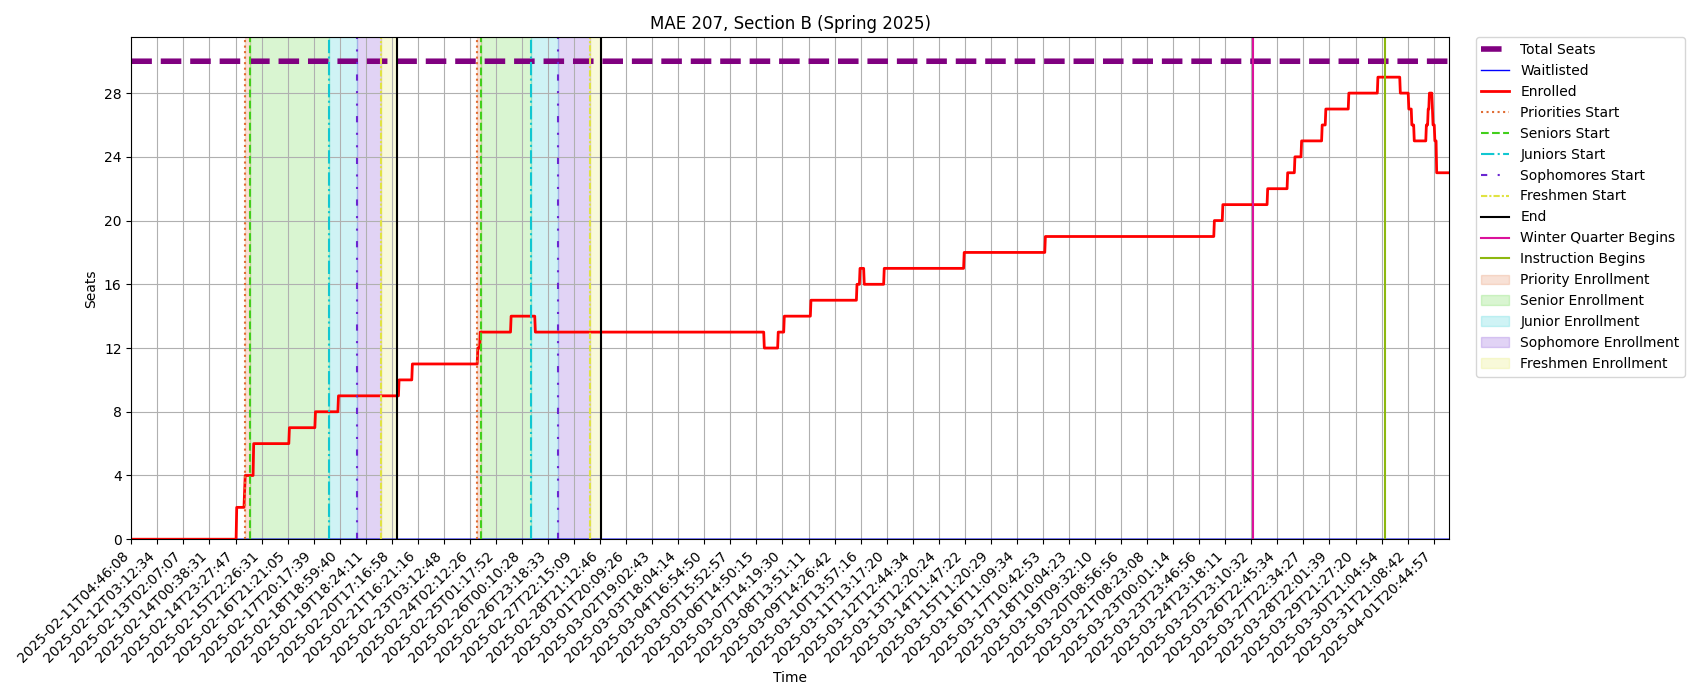 MAE 207, Section B (Spring 2025)
Seats
28
24
20
16
12
8
4
0
2025-02-11T04:46:08
2025-02-12T03:12:34
2025-02-13T02:07:07
2025-02-14T00:38:31
2025-02-14T23:27:47
2025-02-15T22:26:31
2025-02-16T21:21:05
2025-02-17T20:17:39
2025-02-18T18:59:40
2025-02-19T18:24:11
2025-02-20T17:16:58
2025-02-21T16:21:16
2025-02-23T03:12:48
2025-02-24T02:12:26
2025-02-25T01:17:52
2025-02-26T00:10:28
2025-02-26T23:18:33
2025-02-27T22:15:09
2025-02-28T21:12:46
2025-03-01T20:09:26
2025-03-02T19:02:43
2025-03-03T18:04:14
2025-03-04T16:54:50
2025-03-05T15:52:57
2025-03-06T14:50:15
2025-03-07T14:19:30
2025-03-08T13:51:11
2025-03-09T14:26:42
2025-03-10T13:57:16
2025-03-11T13:17:20
2025-03-12T12:44:34
2025-03-13T12:20:24
2025-03-14T11:47:22
2025-03-15T11:20:29
2025-03-16T11:09:34
2025-03-17T10:42:53
2025-03-18T10:04:23
2025-03-19T09:32:10
2025-03-20T08:56:56
2025-03-21T08:23:08
2025-03-23T00:01:14
2025-03-23T23:46:56
2025-03-24T23:18:11
2025-03-25T23:10:32
2025-03-26T22:45:34
2025-03-27T22:34:27
2025-03-28T22:01:39
2025-03-29T21:27:20
2025-03-30T21:04:54
2025-03-31T21:08:42
2025-04-01T20:44:57
Time
Total Seats
Waitlisted
Enrolled
Priorities Start
Seniors Start
Juniors Start
Sophomores Start
Freshmen Start
End
Winter Quarter Begins
Instruction Begins
Priority Enrollment
Senior Enrollment
Junior Enrollment
Sophomore Enrollment
Freshmen Enrollment